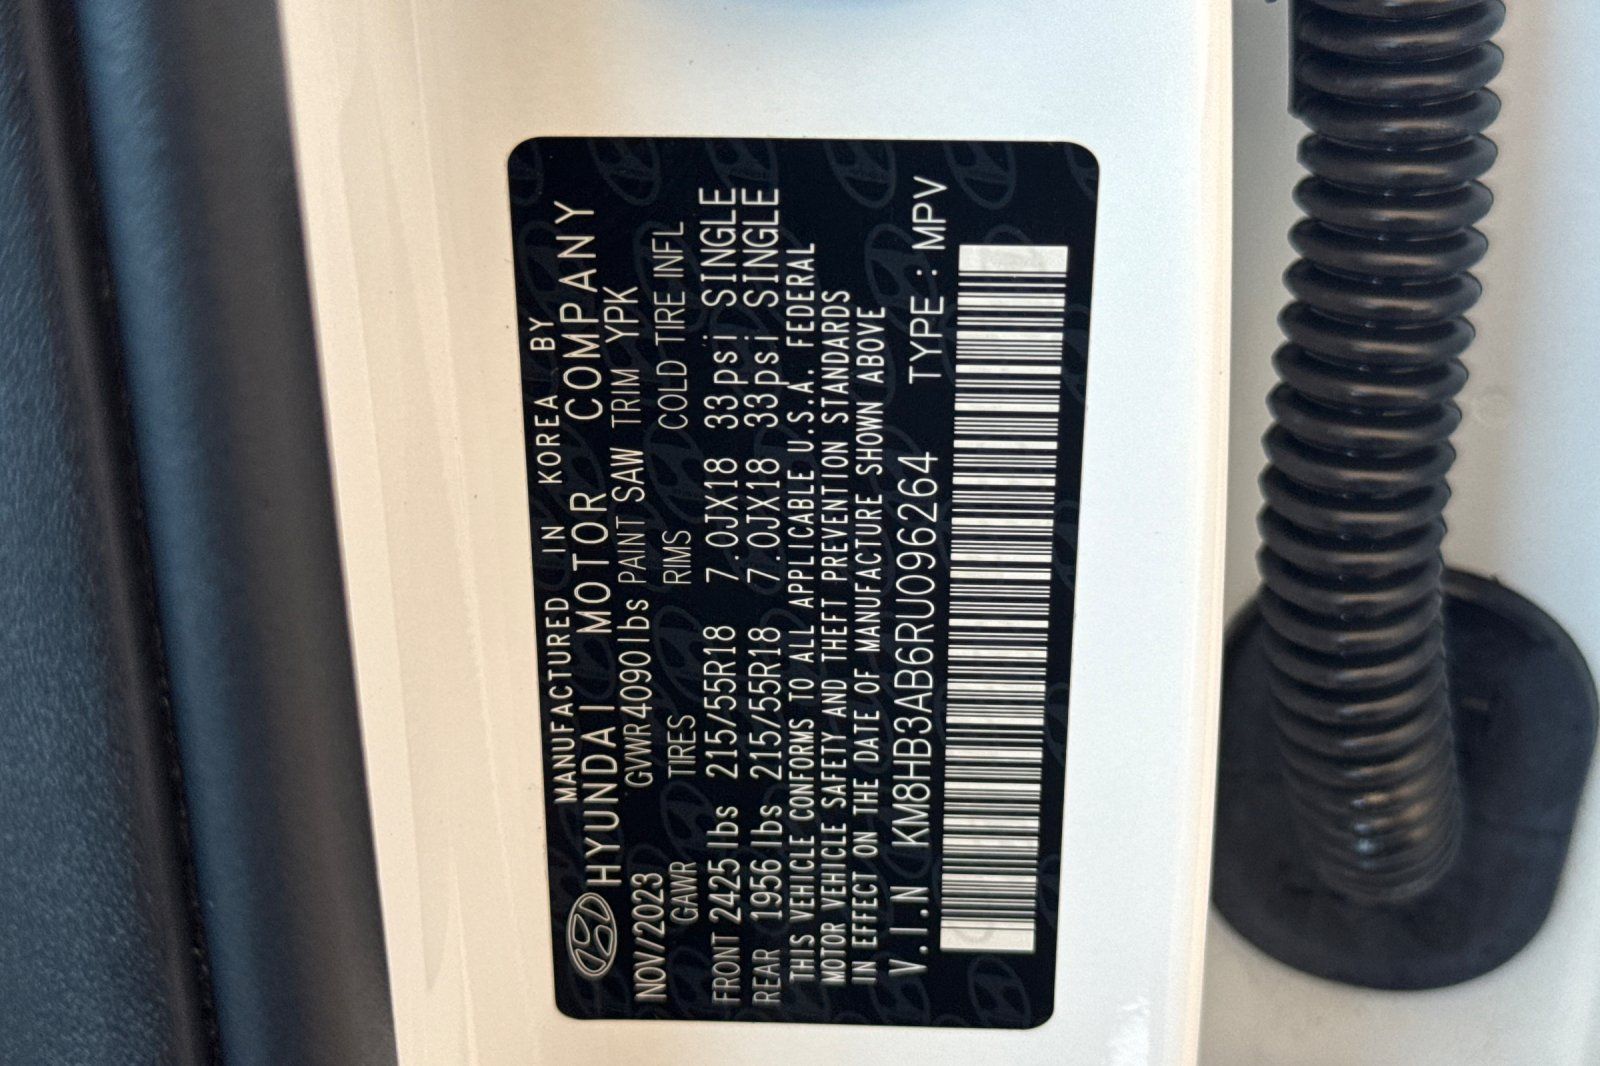 MANUFACTURED IN KOREA BY
HYUNDAI MOTOR COMPANY
NOV/2023 GVWR4090lbs PAINT SAW TRIM YPK
GAWR TIRES RIMS COLD TIRE INFL
FRONT 2425lbs 215/55R18 7.0JX18 33psi SINGLE
REAR 1956lbs 215/55R18 7.0JX18 33psi SINGLE
THIS VEHICLE CONFORMS TO ALL APPLICABLE U.S.A. FEDERAL
MOTOR VEHICLE SAFETY AND THEFT PREVENTION STANDARDS
IN EFFECT ON THE DATE OF MANUFACTURE SHOWN ABOVE
V.I.N KM8HB3AB6RU096264 TYPE:MPV